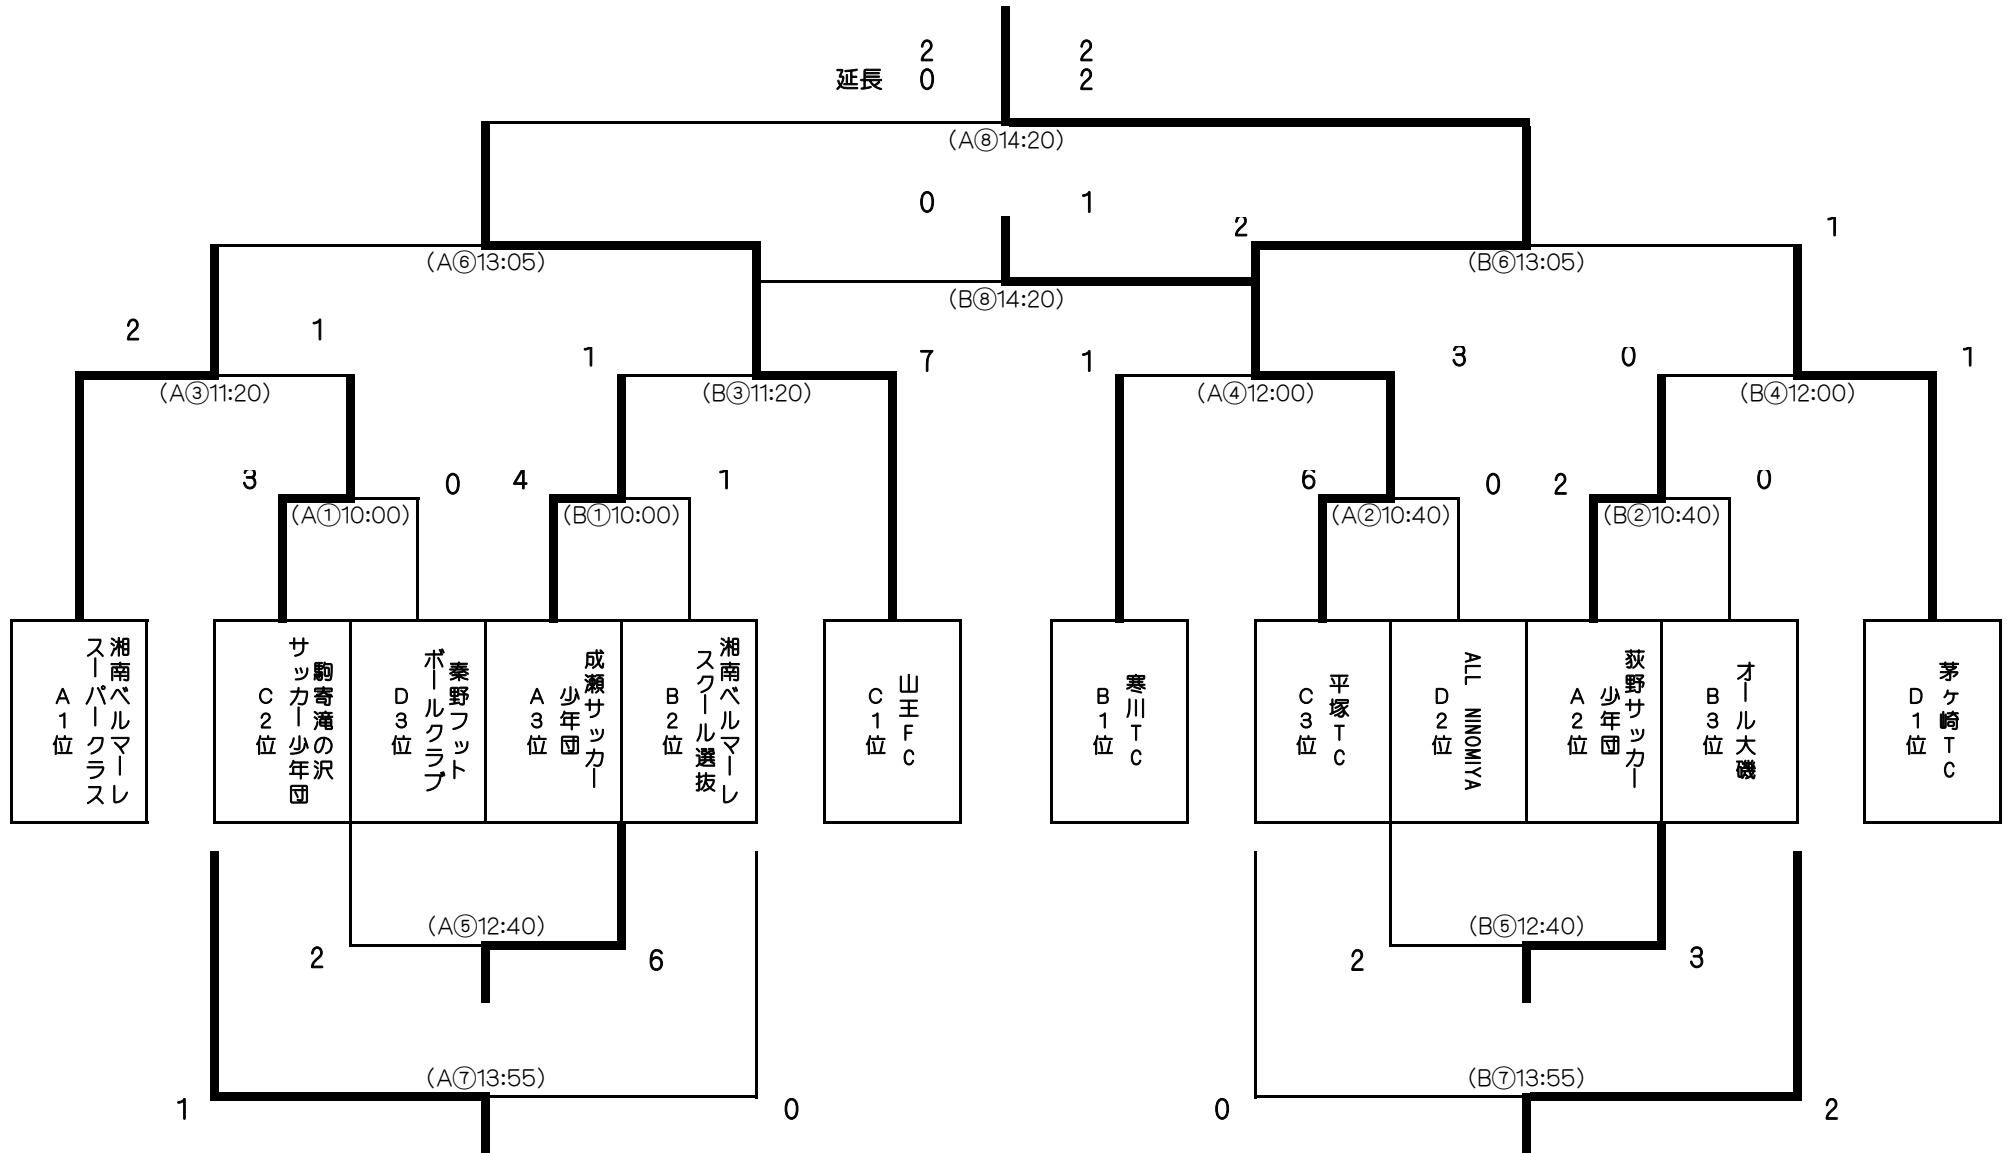 2 2
延長 0 2
(A⑧14:20)
0 1
2 1
(A⑥13:05) (B⑥13:05)
(B⑧14:20)
2 1 1 7 1 3 0 1
(A③11:20) (B③11:20) (A④12:00) (B④12:00)
3 0 4 1 6 0 2 0
(A①10:00) (B①10:00) (A②10:40) (B②10:40)
湘南ベルマーレ
スーパークラス
A1位
駒寄滝の沢
サッカー少年団
C2位
秦野フット
ボールクラブ
D3位
成瀬サッカー
少年団
A3位
湘南ベルマーレ
スクール選抜
B2位
山王FC
C1位
寒川TC
B1位
平塚TC
C3位
ALL NINOMIYA
D2位
荻野サッカー
少年団
A2位
オール大磯
B3位
茅ヶ崎TC
D1位
(A⑤12:40) (B⑤12:40)
2 6 2 3
(A⑦13:55) (B⑦13:55)
1 0 0 2